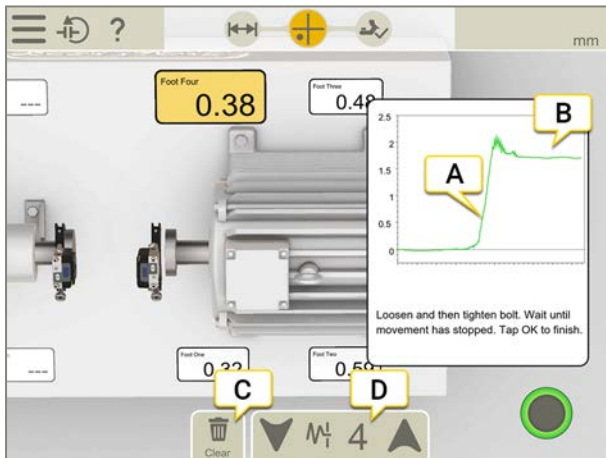 ?
mm
---
Foot Four
0.38
Foot Three
0.48
2.5
2
1.5
1
0.5
0
A
B
Loosen and then tighten bolt. Wait until
movement has stopped. Tap OK to finish.
---
Foot One
0.32
Foot Two
0.59
C
D
Clear
4